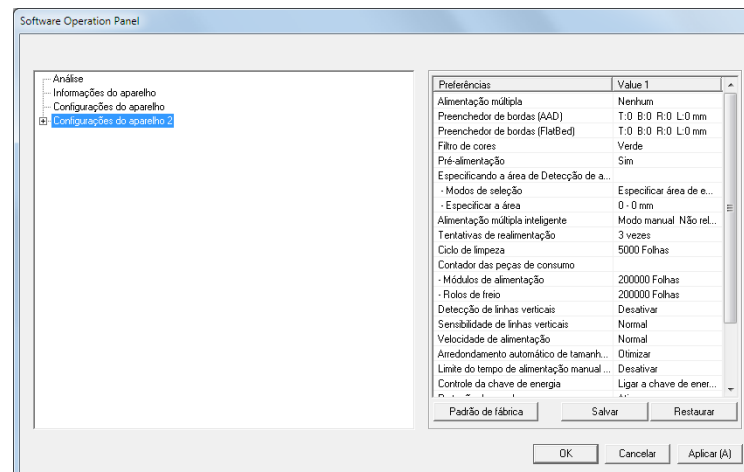 Software Operation Panel
Análise
Informações do aparelho
Configurações do aparelho
Configurações do aparelho 2
Preferências Value 1
Alimentação múltipla Nenhum
Preenchedor de bordas (AAD) T:0 B:0 R:0 L:0 mm
Preenchedor de bordas (FlatBed) T:0 B:0 R:0 L:0 mm
Filtro de cores Verde
Pré-alimentação Sim
Especificando a área de Detecção de a...
- Modos de seleção Especificar área de e...
- Especificar a área 0 - 0 mm
Alimentação múltipla inteligente Modo manual Não rel...
Tentativas de realimentação 3 vezes
Ciclo de limpeza 5000 Folhas
Contador das peças de consumo
- Módulos de alimentação 200000 Folhas
- Rolos de freio 200000 Folhas
Detecção de linhas verticais Desativar
Sensibilidade de linhas verticais Normal
Velocidade de alimentação Normal
Arredondamento automático de tamanh... Otimizar
Limite do tempo de alimentação manual ... Desativar
Controle da chave de energia Ligar a chave de ener...
Padrão de fábrica Salvar Restaurar
OK Cancelar Aplicar (A)